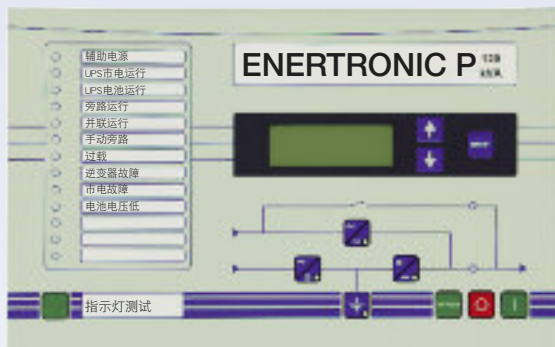 辅助电源
UPS市电运行
UPS电池运行
旁路运行
并联运行
手动旁路
过载
逆变器故障
市电故障
电池电压低
ENERTRONIC P
指示灯测试